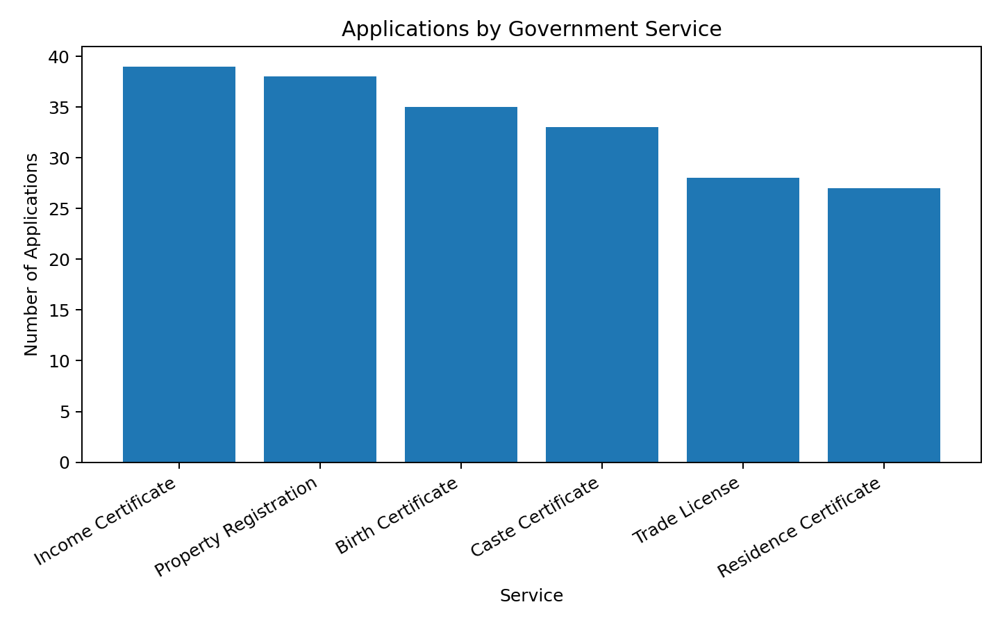 Applications by Government Service
Number of Applications
40
35
30
25
20
15
10
5
0
Income Certificate
Property Registration
Birth Certificate
Caste Certificate
Trade License
Residence Certificate
Service